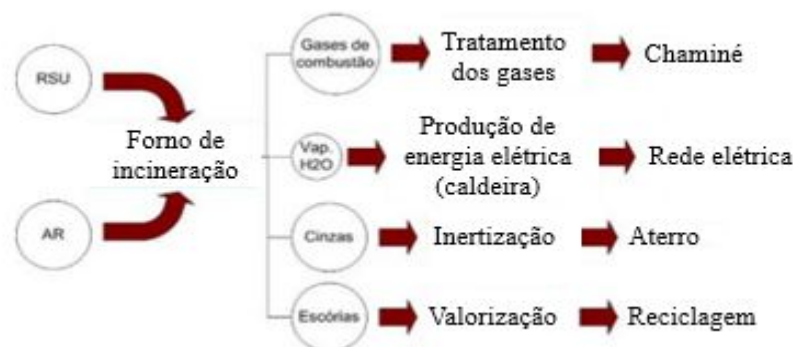 RSU
AR
Forno de
incineração
Gases de
combustão
Tratamento
dos gases
Chaminé
Vap.
H2O
Produção de
energia elétrica
(caldeira)
Rede elétrica
Cinzas
Inertização
Aterro
Escórias
Valorização
Reciclagem